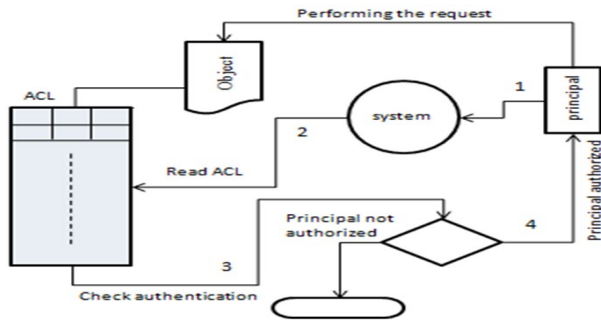 Performing the request
ACL
Object
1
principal
system
2
Read ACL
Principal not
authorized
4
Principal authorized
3
Check authentication